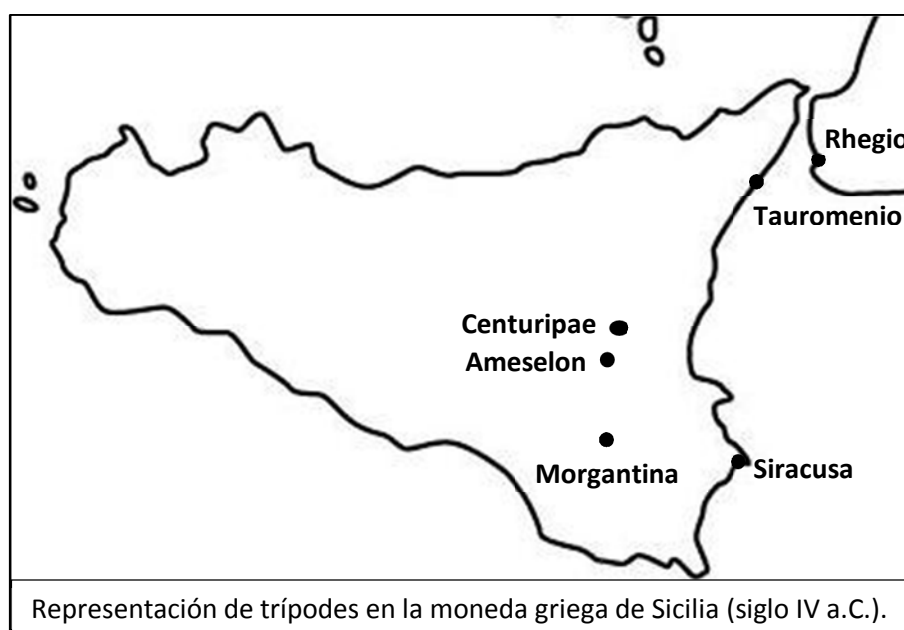 Rhegio
Tauromenio
Centuripae
Ameselon
Morgantina
Siracusa
Representación de trípodes en la moneda griega de Sicilia (siglo IV a.C.).